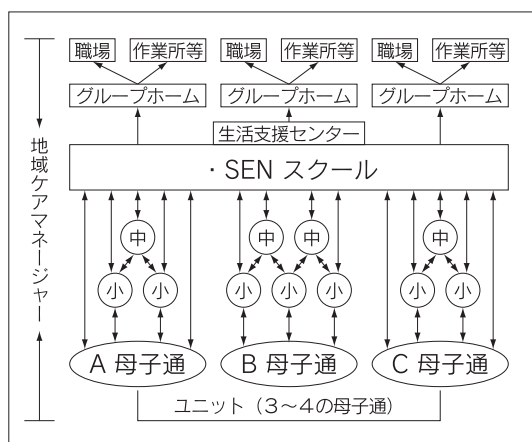 職場 作業所等 職場 作業所等 職場 作業所等
グループホーム グループホーム グループホーム
生活支援センター
・SEN スクール
地域ケアマネージャー
中 中 中 中
小 小 小 小 小 小 小
A 母子通 B 母子通 C 母子通
ユニット（3〜4の母子通）